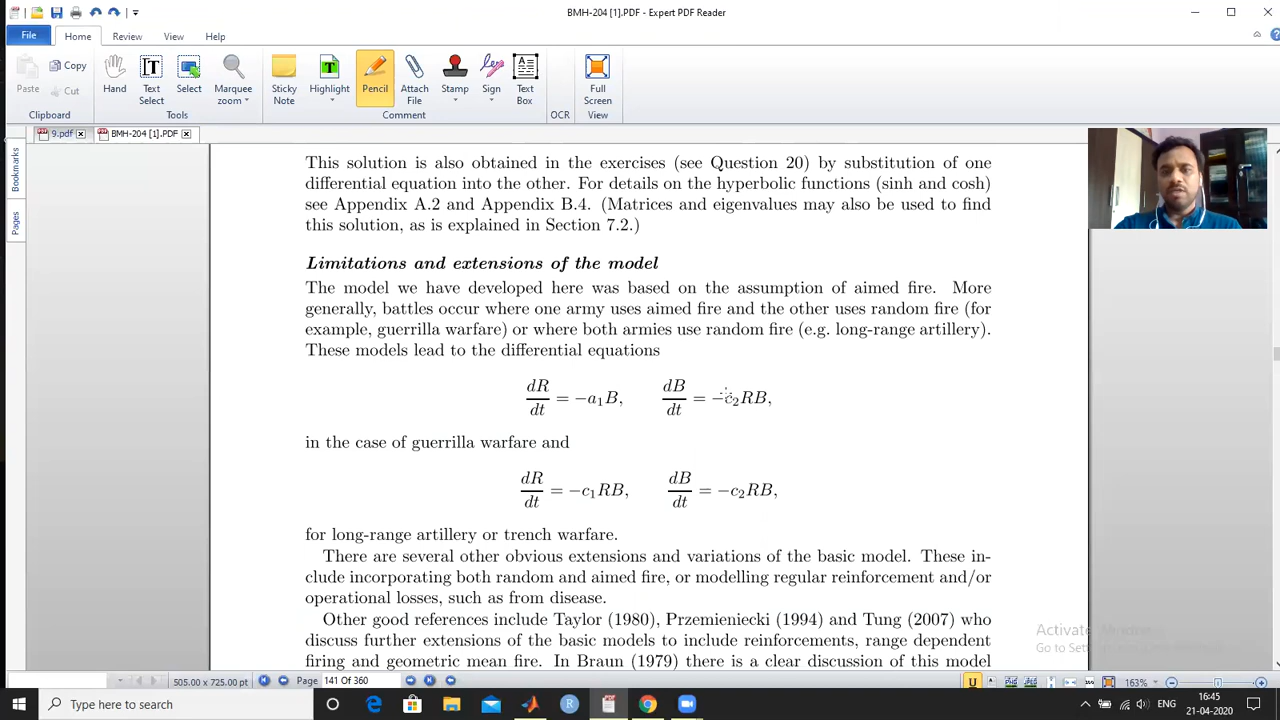 BMH-204 [1].PDF - Expert PDF Reader
File Home Review View Help
Paste Copy Cut Hand Text Select Select Marquee zoom Sticky Note Highlight Pencil Attach File Stamp Sign Text Box Full Screen
Clipboard Tools Comment OCR View
9.pdf BMH-204 [1].PDF
Bookmarks
Pages
This solution is also obtained in the exercises (see Question 20) by substitution of one
differential equation into the other. For details on the hyperbolic functions (sinh and cosh)
see Appendix A.2 and Appendix B.4. (Matrices and eigenvalues may also be used to find
this solution, as is explained in Section 7.2.)
Limitations and extensions of the model
The model we have developed here was based on the assumption of aimed fire. More
generally, battles occur where one army uses aimed fire and the other uses random fire (for
example, guerrilla warfare) or where both armies use random fire (e.g. long-range artillery).
These models lead to the differential equations
dR/dt = −a₁B, dB/dt = −c₂RB,
in the case of guerrilla warfare and
dR/dt = −c₁RB, dB/dt = −c₂RB,
for long-range artillery or trench warfare.
There are several other obvious extensions and variations of the basic model. These in-
clude incorporating both random and aimed fire, or modelling regular reinforcement and/or
operational losses, such as from disease.
Other good references include Taylor (1980), Przemieniecki (1994) and Tung (2007) who
discuss further extensions of the basic models to include reinforcements, range dependent
firing and geometric mean fire. In Braun (1979) there is a clear discussion of this model
Activate
Go to
505.00 x 725.00 pt Page 141 Of 360 163%
Type here to search ENG 16:45
21-04-2020